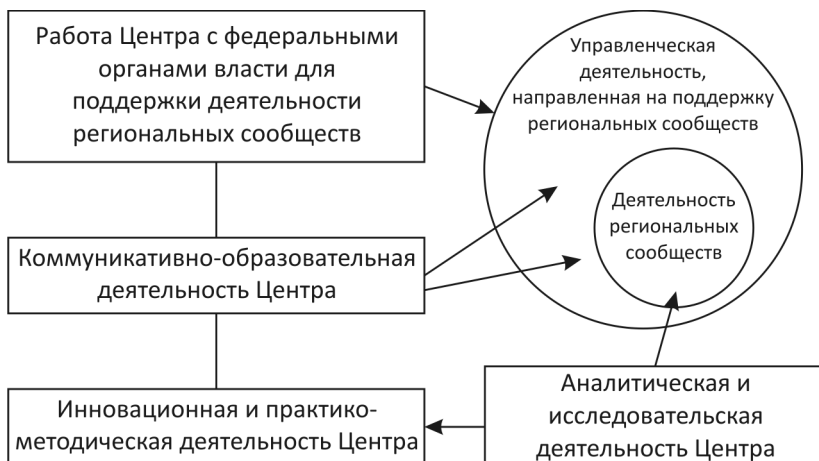 Работа Центра с федеральными
органами власти для
поддержки деятельности
региональных сообществ
Управленческая
деятельность,
направленная на поддержку
региональных сообществ
Деятельность
региональных
сообществ
Коммуникативно-образовательная
деятельность Центра
Инновационная и практико-
методическая деятельность Центра
Аналитическая и
исследовательская
деятельность Центра